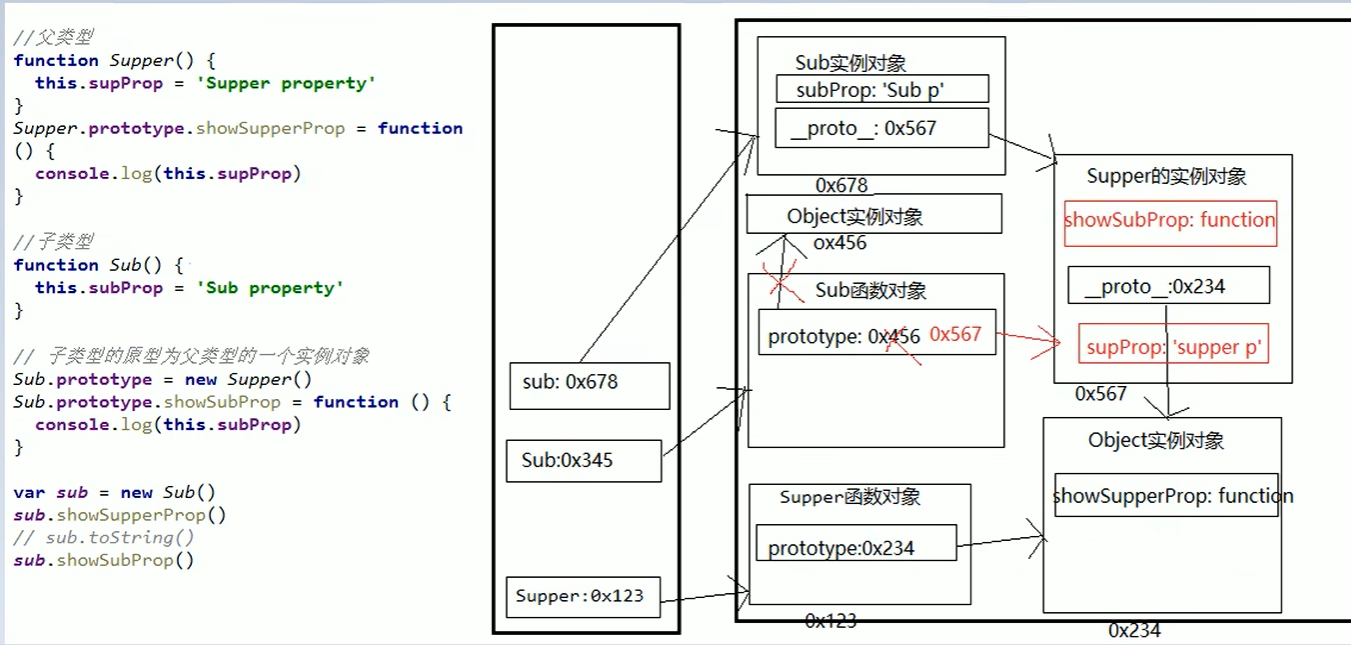 //父类型
function Supper() {
this.supProp = 'Supper property'
}
Supper.prototype.showSupperProp = function
() {
console.log(this.supProp)
}
//子类型
function Sub() {
this.subProp = 'Sub property'
}
// 子类型的原型为父类型的一个实例对象
Sub.prototype = new Supper()
Sub.prototype.showSubProp = function () {
console.log(this.subProp)
}
var sub = new Sub()
sub.showSupperProp()
// sub.toString()
sub.showSubProp()
sub: 0x678
Sub:0x345
Supper:0x123
Sub实例对象
subProp: 'Sub p'
__proto__: 0x567
0x678
Object实例对象
ox456
Sub函数对象
prototype: 0x456 0x567
Supper函数对象
prototype:0x234
0x123
Supper的实例对象
showSubProp: function
__proto__:0x234
supProp: 'supper p'
0x567
Object实例对象
showSupperProp: function
0x234